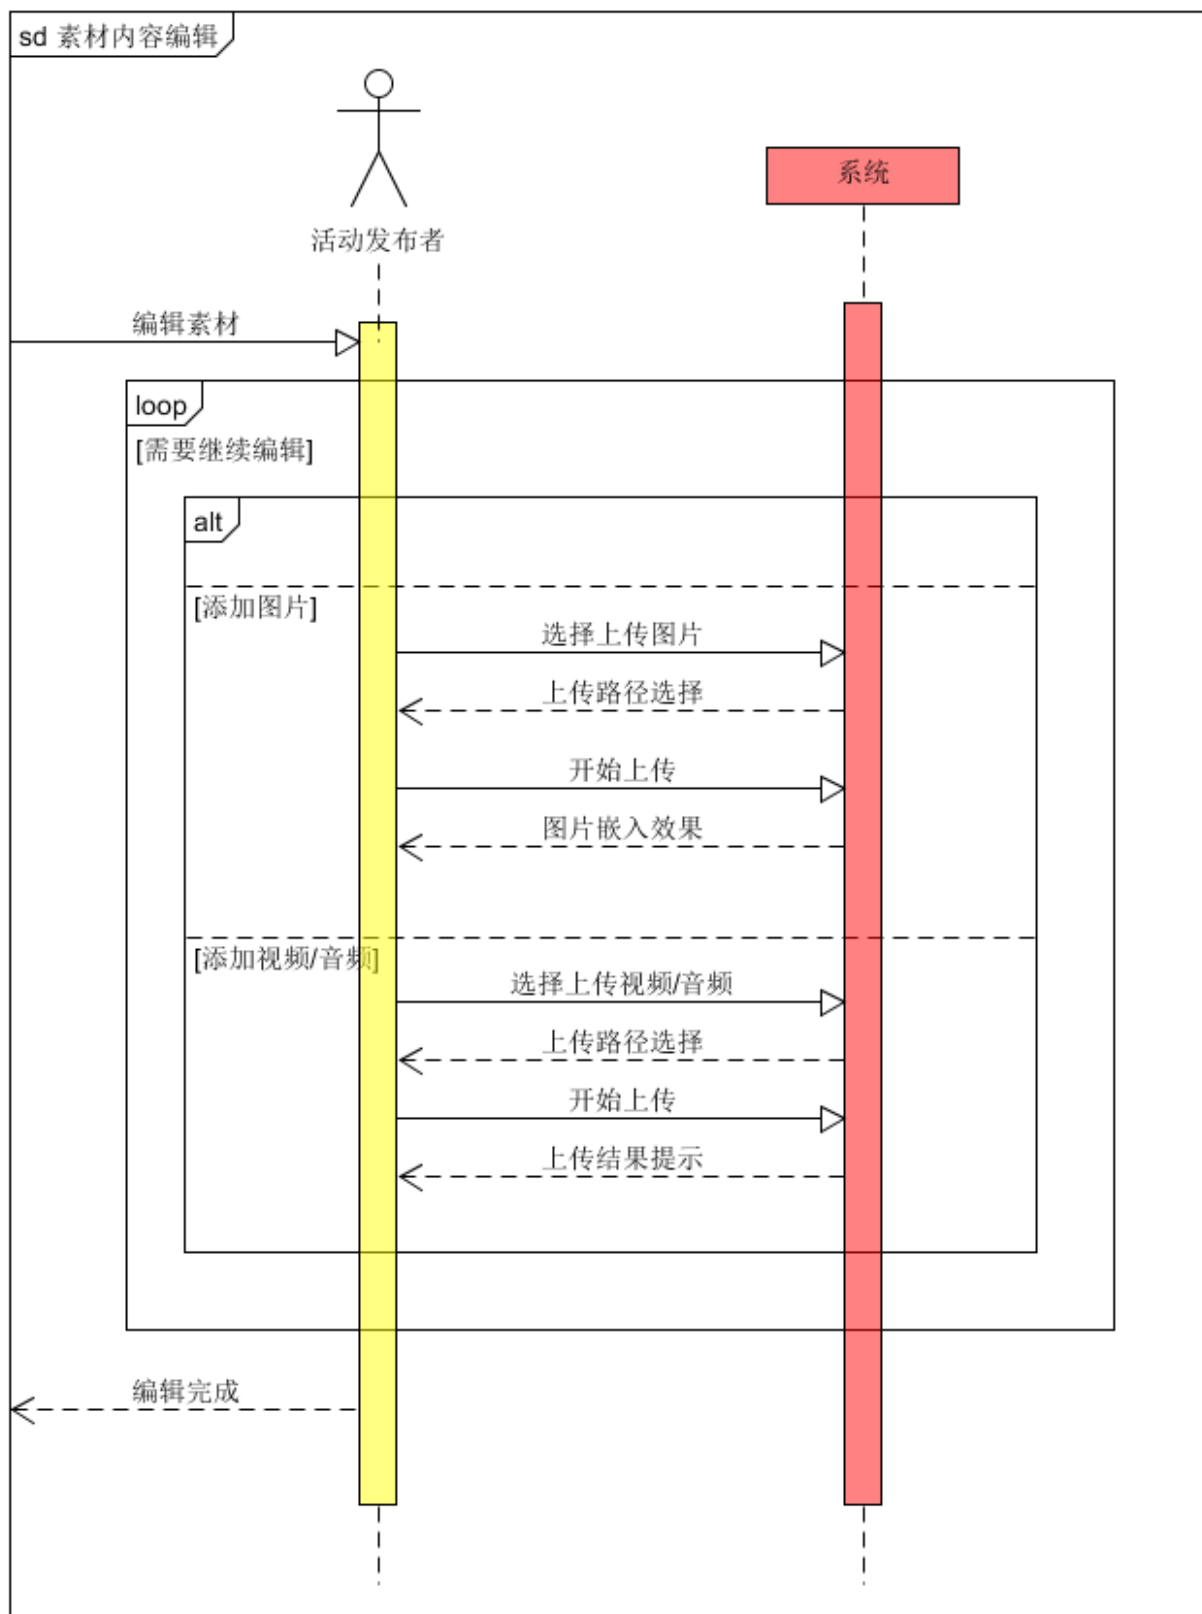 sd 素材内容编辑
系统
活动发布者
编辑素材
loop
[需要继续编辑]
alt
[添加图片]
选择上传图片
上传路径选择
开始上传
图片嵌入效果
[添加视频/音频]
选择上传视频/音频
上传路径选择
开始上传
上传结果提示
编辑完成